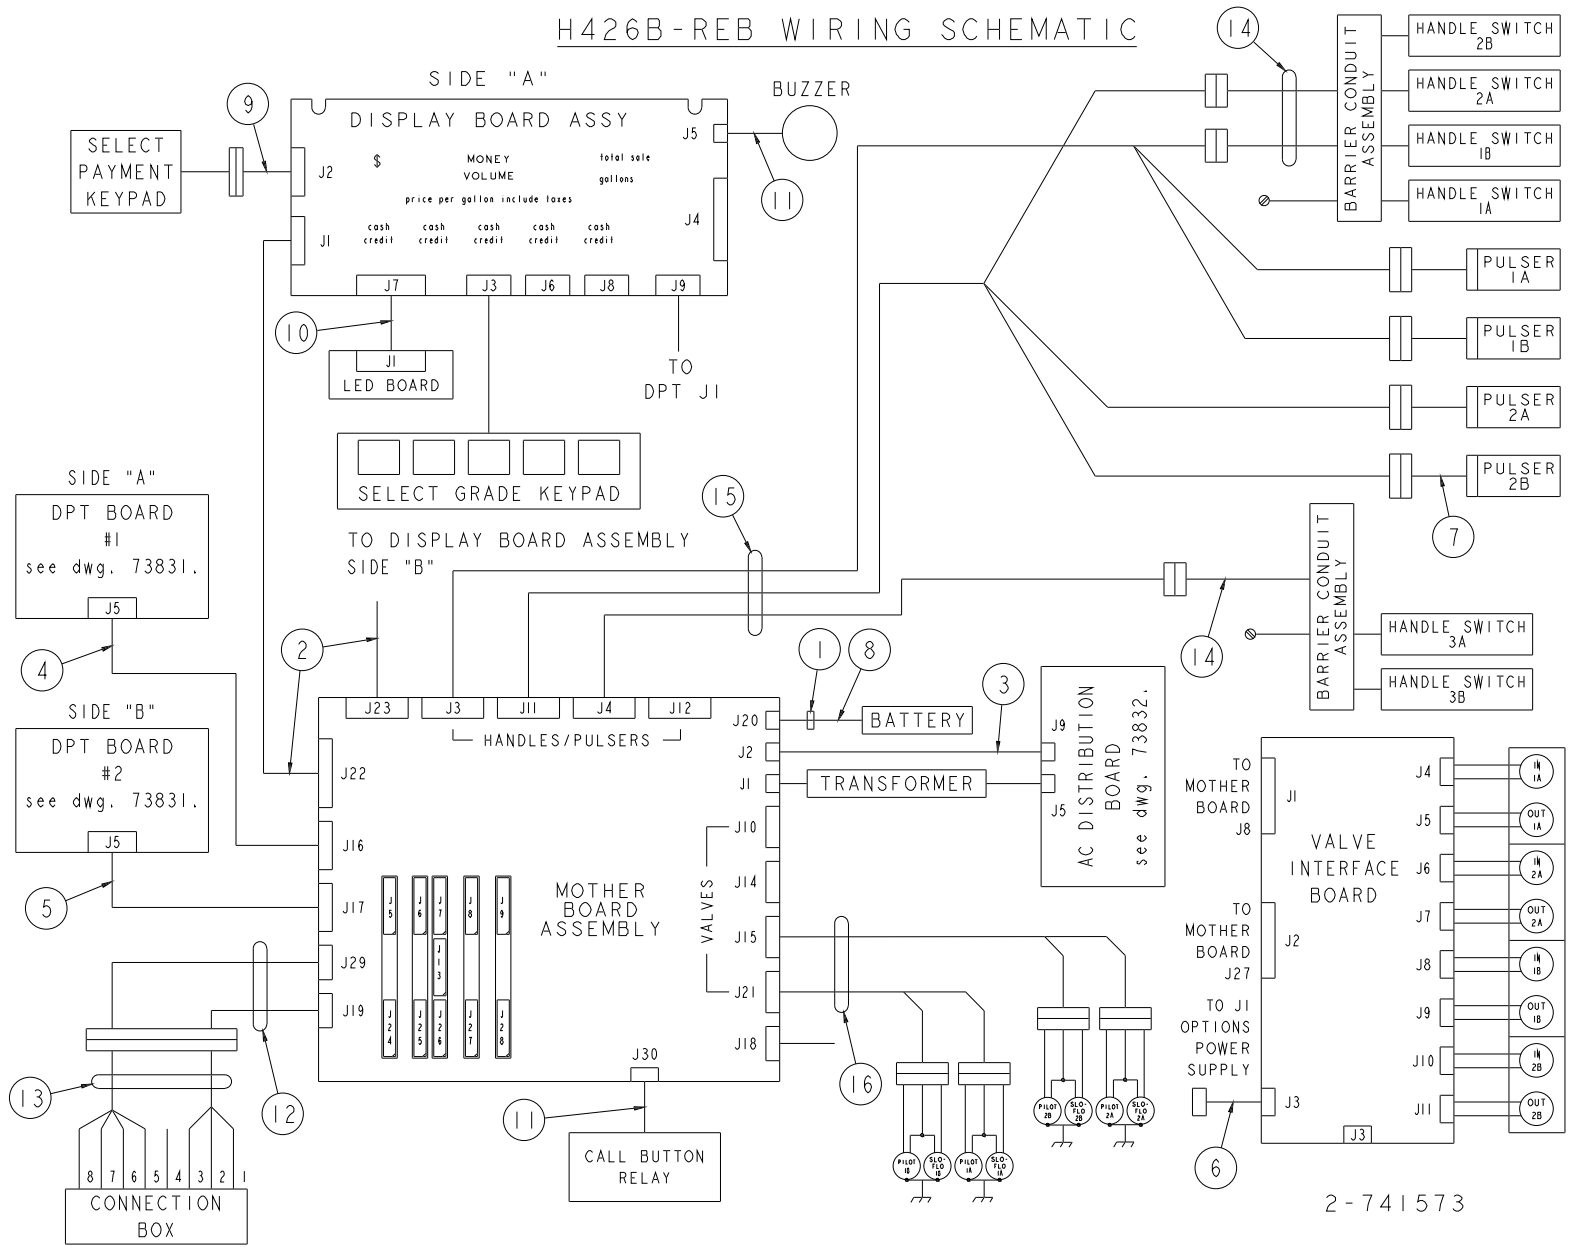 H426B-REB WIRING SCHEMATIC
SIDE "A"
DISPLAY BOARD ASSY
$
MONEY
VOLUME
total sale
gallons
price per gallon include taxes
cash
credit
cash
credit
cash
credit
cash
credit
cash
credit
J2
J1
J5
J4
J7
J3
J6
J8
J9
BUZZER
11
9
SELECT
PAYMENT
KEYPAD
10
J1
LED BOARD
TO
DPT J1
SELECT GRADE KEYPAD
14
BARRIER CONDUIT
ASSEMBLY
HANDLE SWITCH
2B
HANDLE SWITCH
2A
HANDLE SWITCH
1B
HANDLE SWITCH
1A
PULSER
1A
PULSER
1B
PULSER
2A
PULSER
2B
7
SIDE "A"
DPT BOARD
#1
see dwg. 73831.
J5
4
SIDE "B"
DPT BOARD
#2
see dwg. 73831.
J5
5
TO DISPLAY BOARD ASSEMBLY
SIDE "B"
15
2
14
BARRIER CONDUIT
ASSEMBLY
HANDLE SWITCH
3A
HANDLE SWITCH
3B
J23
J3
J11
J4
J12
HANDLES/PULSERS
J20
J2
J1
J10
J14
J15
J21
J18
VALVES
J22
J16
J17
J29
J19
J30
MOTHER
BOARD
ASSEMBLY
J5
J6
J7
J8
J9
J13
J24
J25
J26
J27
J28
1
8
BATTERY
3
TRANSFORMER
J9
J5
AC DISTRIBUTION
BOARD
see dwg. 73832.
16
PILOT
2B
SLO-
FLO
2B
PILOT
2A
SLO-
FLO
2A
PILOT
1B
SLO-
FLO
1B
PILOT
1A
SLO-
FLO
1A
11
CALL BUTTON
RELAY
12
13
8
7
6
5
4
3
2
1
CONNECTION
BOX
TO
MOTHER
BOARD
J8
J1
TO
MOTHER
BOARD
J27
J2
TO J1
OPTIONS
POWER
SUPPLY
J3
6
VALVE
INTERFACE
BOARD
J3
J4
J5
J6
J7
J8
J9
J10
J11
IN
1A
OUT
1A
IN
2A
OUT
2A
IN
1B
OUT
1B
IN
2B
OUT
2B
2-741573